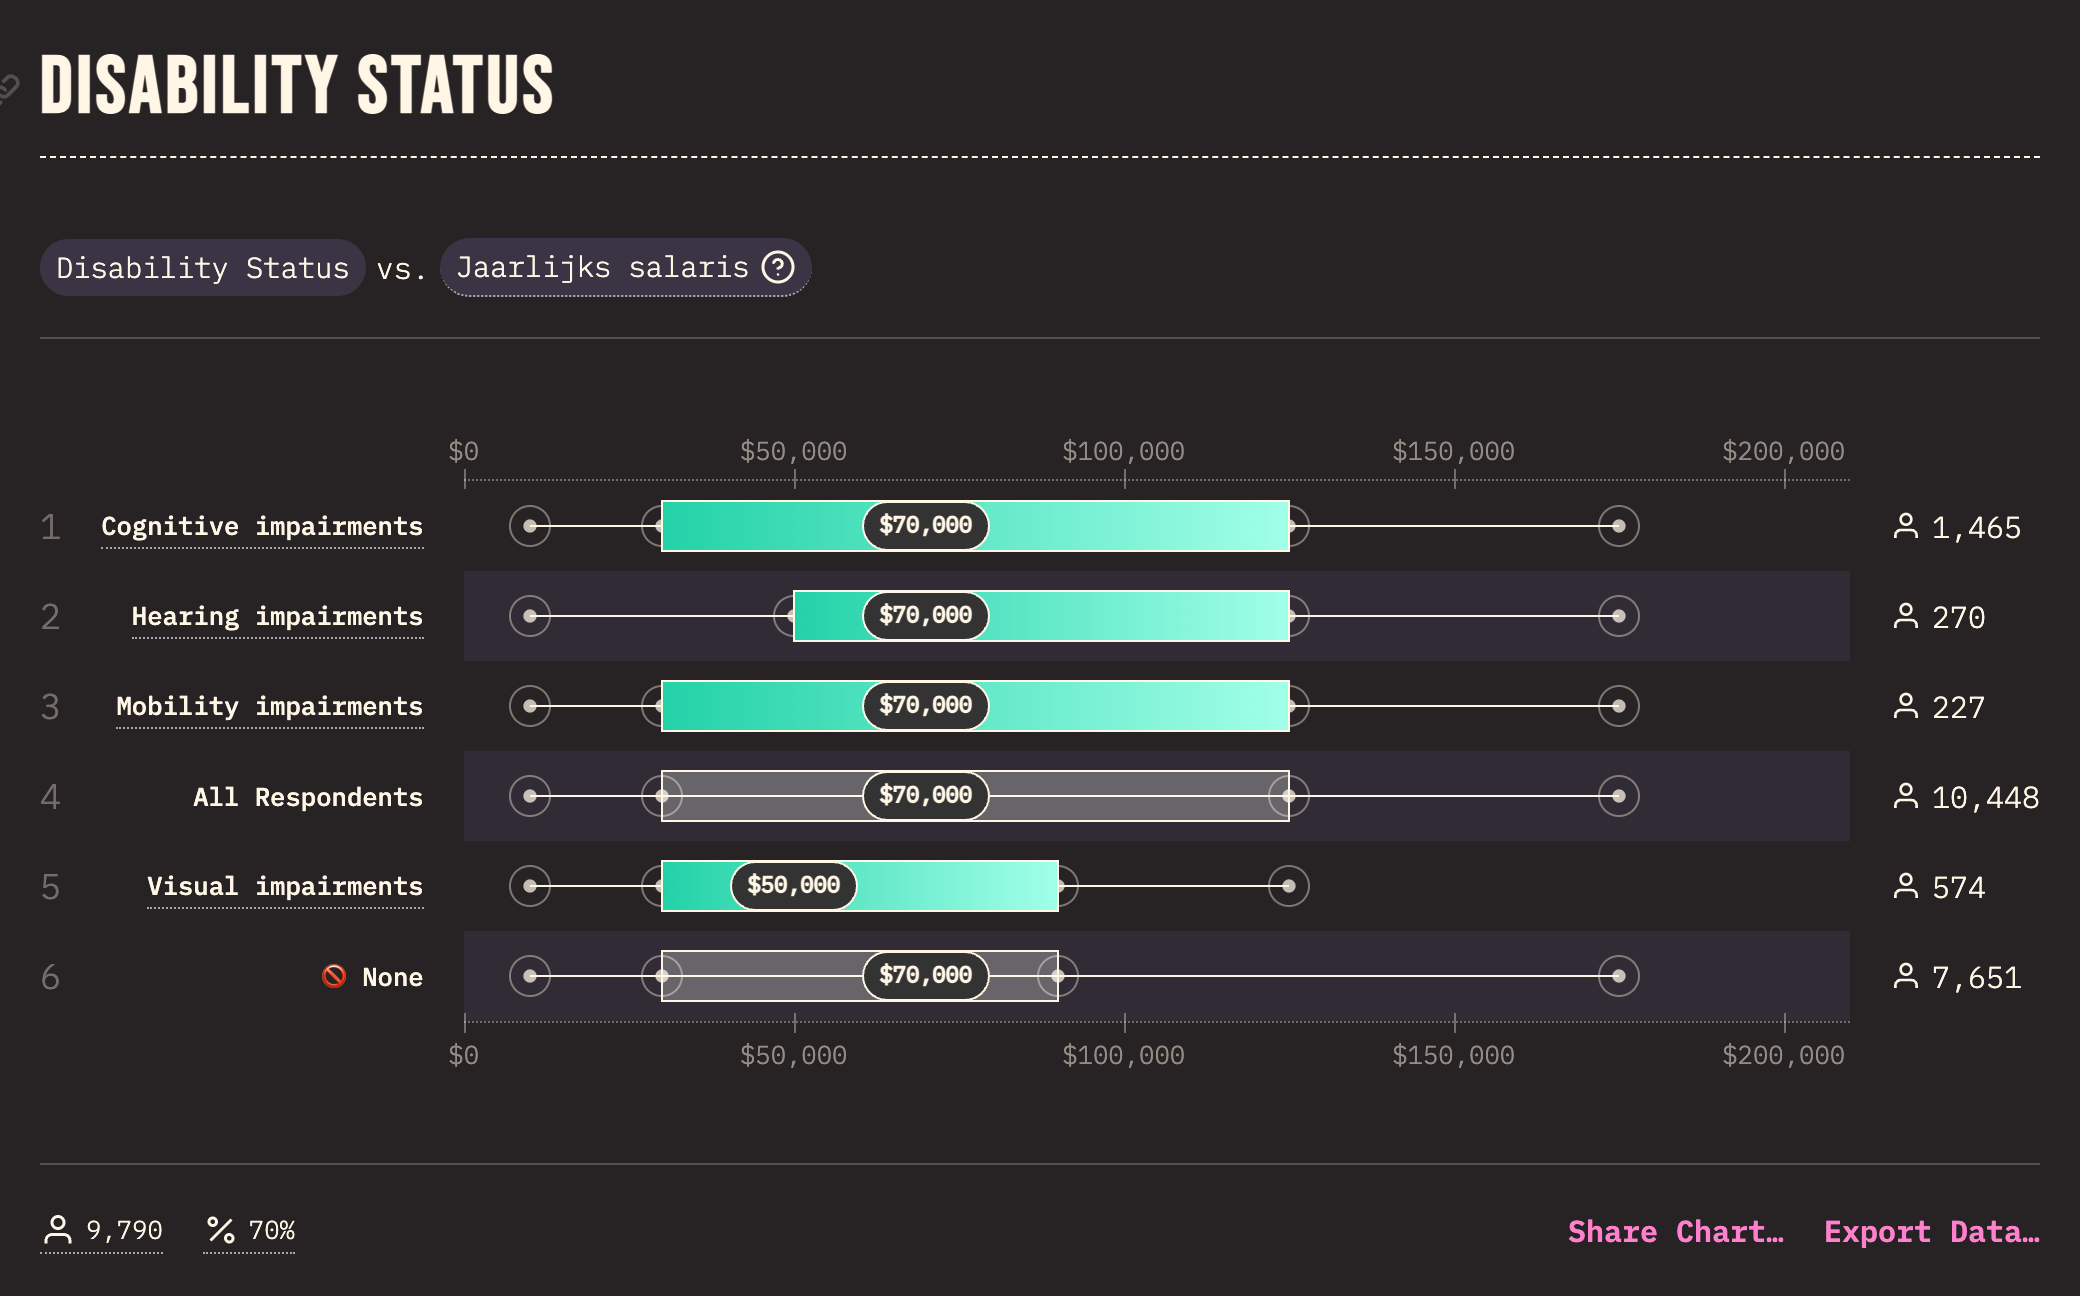 DISABILITY STATUS
Disability Status vs. Jaarlijks salaris ?
$0 $50,000 $100,000 $150,000 $200,000
1 Cognitive impairments $70,000 1,465
2 Hearing impairments $70,000 270
3 Mobility impairments $70,000 227
4 All Respondents $70,000 10,448
5 Visual impairments $50,000 574
6 🚫 None $70,000 7,651
$0 $50,000 $100,000 $150,000 $200,000
9,790 % 70% Share Chart… Export Data…